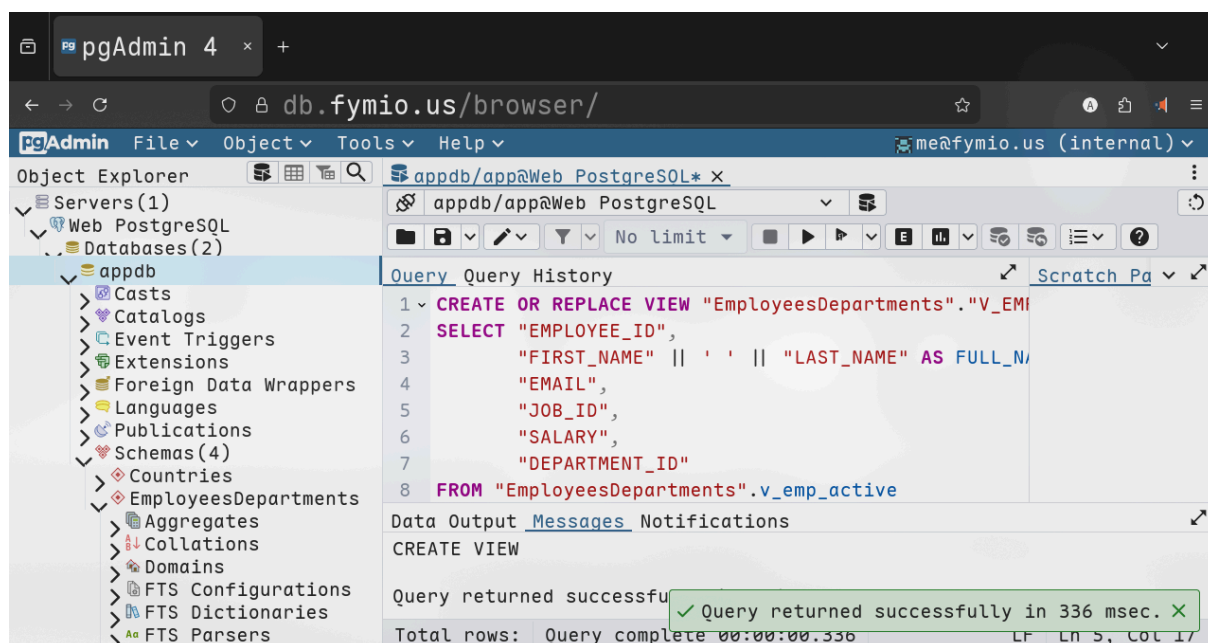 pgAdmin 4
db.fymio.us/browser/
pgAdmin File Object Tools Help me@fymio.us (internal)
Object Explorer
Servers (1)
Web PostgreSQL
Databases (2)
appdb
Casts
Catalogs
Event Triggers
Extensions
Foreign Data Wrappers
Languages
Publications
Schemas (4)
Countries
EmployeesDepartments
Aggregates
Collations
Domains
FTS Configurations
FTS Dictionaries
FTS Parsers
appdb/app@Web PostgreSQL*
appdb/app@Web PostgreSQL
No limit
Query Query History Scratch Pa
1 CREATE OR REPLACE VIEW "EmployeesDepartments"."V_EM
2 SELECT "EMPLOYEE_ID",
3 "FIRST_NAME" || ' ' || "LAST_NAME" AS FULL_N
4 "EMAIL",
5 "JOB_ID",
6 "SALARY",
7 "DEPARTMENT_ID"
8 FROM "EmployeesDepartments".v_emp_active
Data Output Messages Notifications
CREATE VIEW
Query returned successfu
Query returned successfully in 336 msec.
Total rows: Query complete 00:00:00.336 LF Ln 5, Col 17